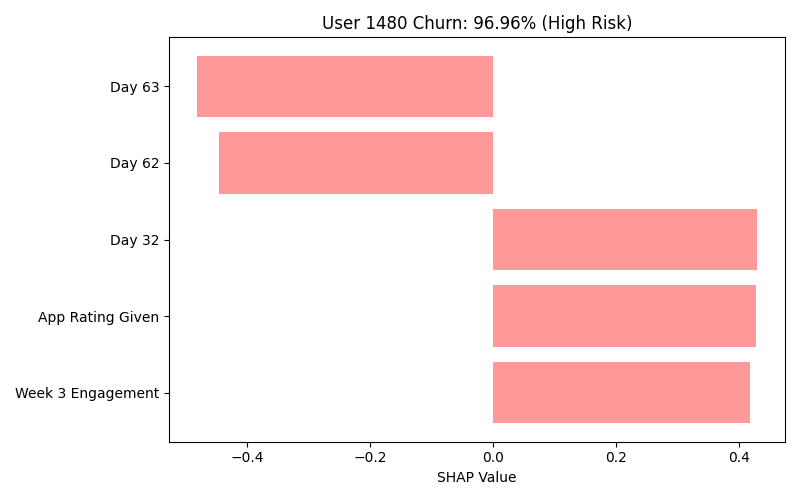 User 1480 Churn: 96.96% (High Risk)
Day 63
Day 62
Day 32
App Rating Given
Week 3 Engagement
−0.4 −0.2 0.0 0.2 0.4
SHAP Value